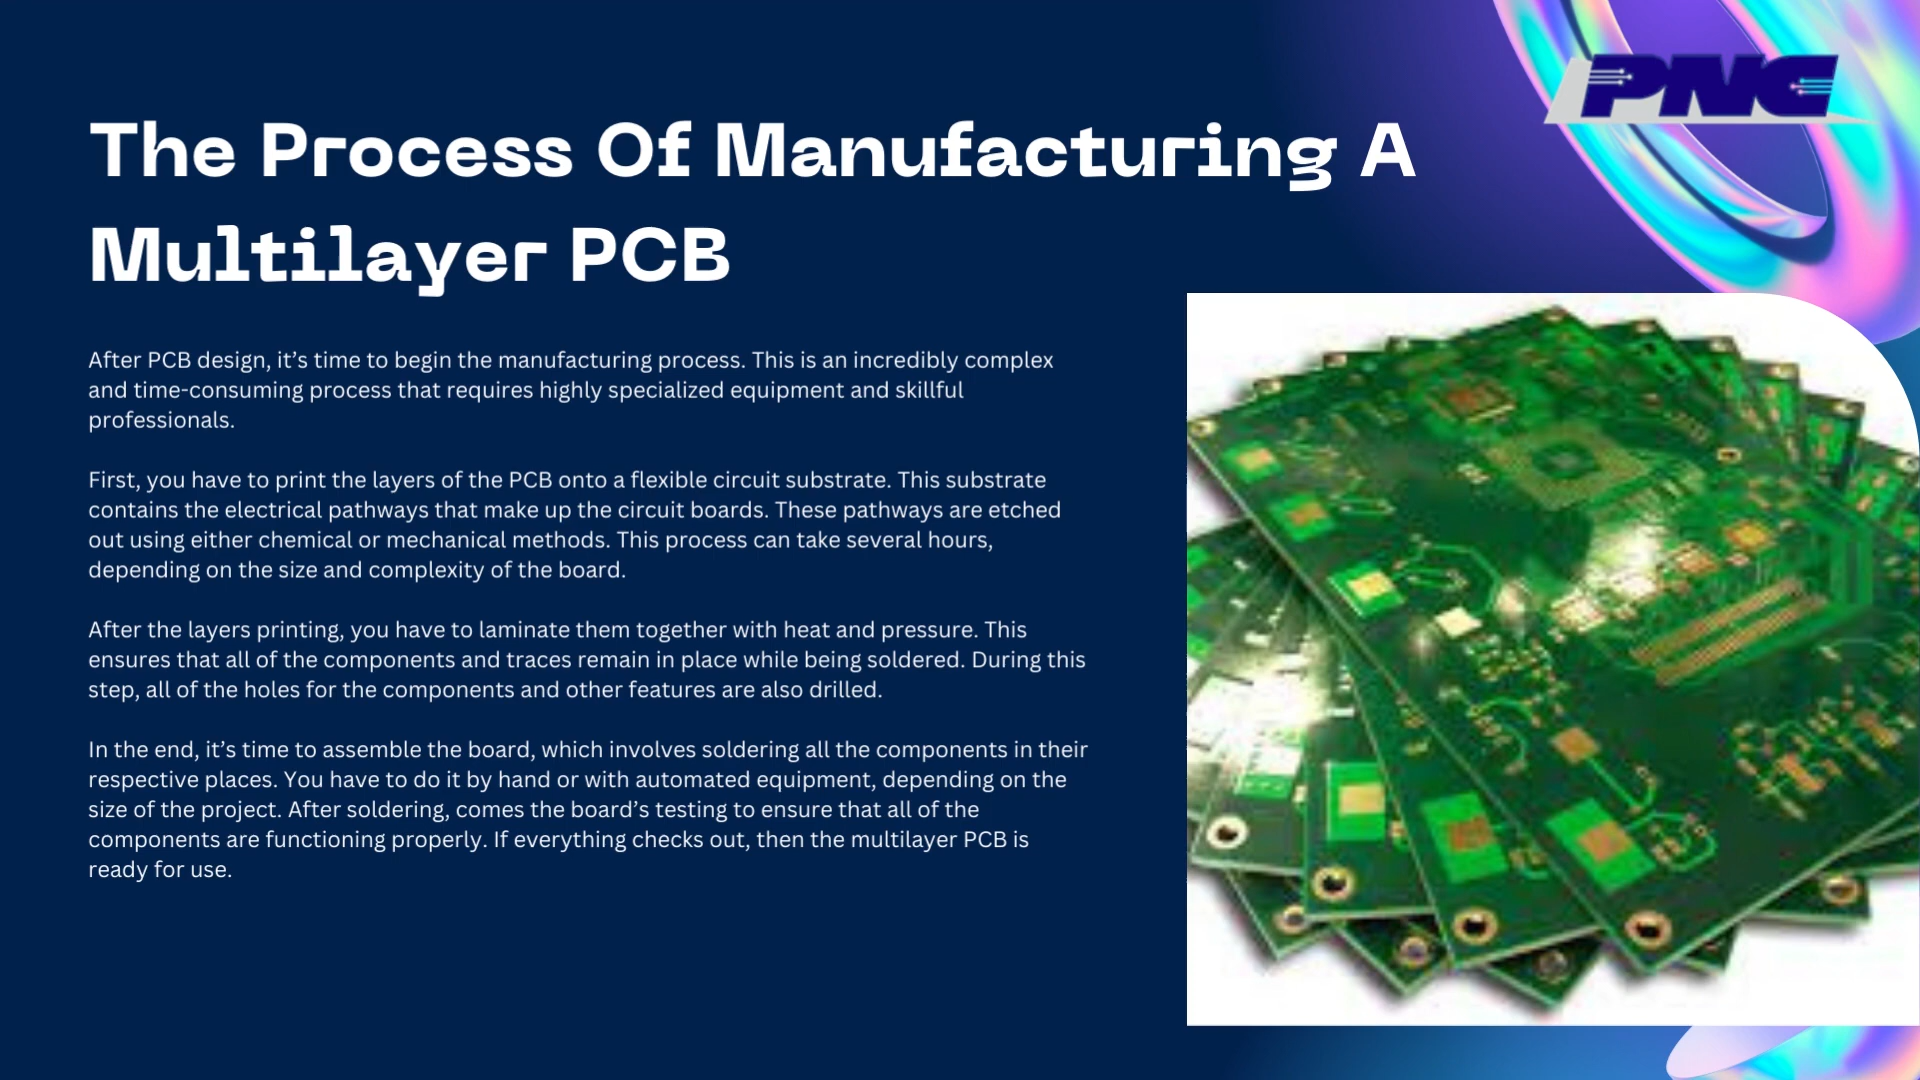 PNC
The Process Of Manufacturing A
Multilayer PCB
After PCB design, it’s time to begin the manufacturing process. This is an incredibly complex
and time-consuming process that requires highly specialized equipment and skillful
professionals.
First, you have to print the layers of the PCB onto a flexible circuit substrate. This substrate
contains the electrical pathways that make up the circuit boards. These pathways are etched
out using either chemical or mechanical methods. This process can take several hours,
depending on the size and complexity of the board.
After the layers printing, you have to laminate them together with heat and pressure. This
ensures that all of the components and traces remain in place while being soldered. During this
step, all of the holes for the components and other features are also drilled.
In the end, it’s time to assemble the board, which involves soldering all the components in their
respective places. You have to do it by hand or with automated equipment, depending on the
size of the project. After soldering, comes the board’s testing to ensure that all of the
components are functioning properly. If everything checks out, then the multilayer PCB is
ready for use.